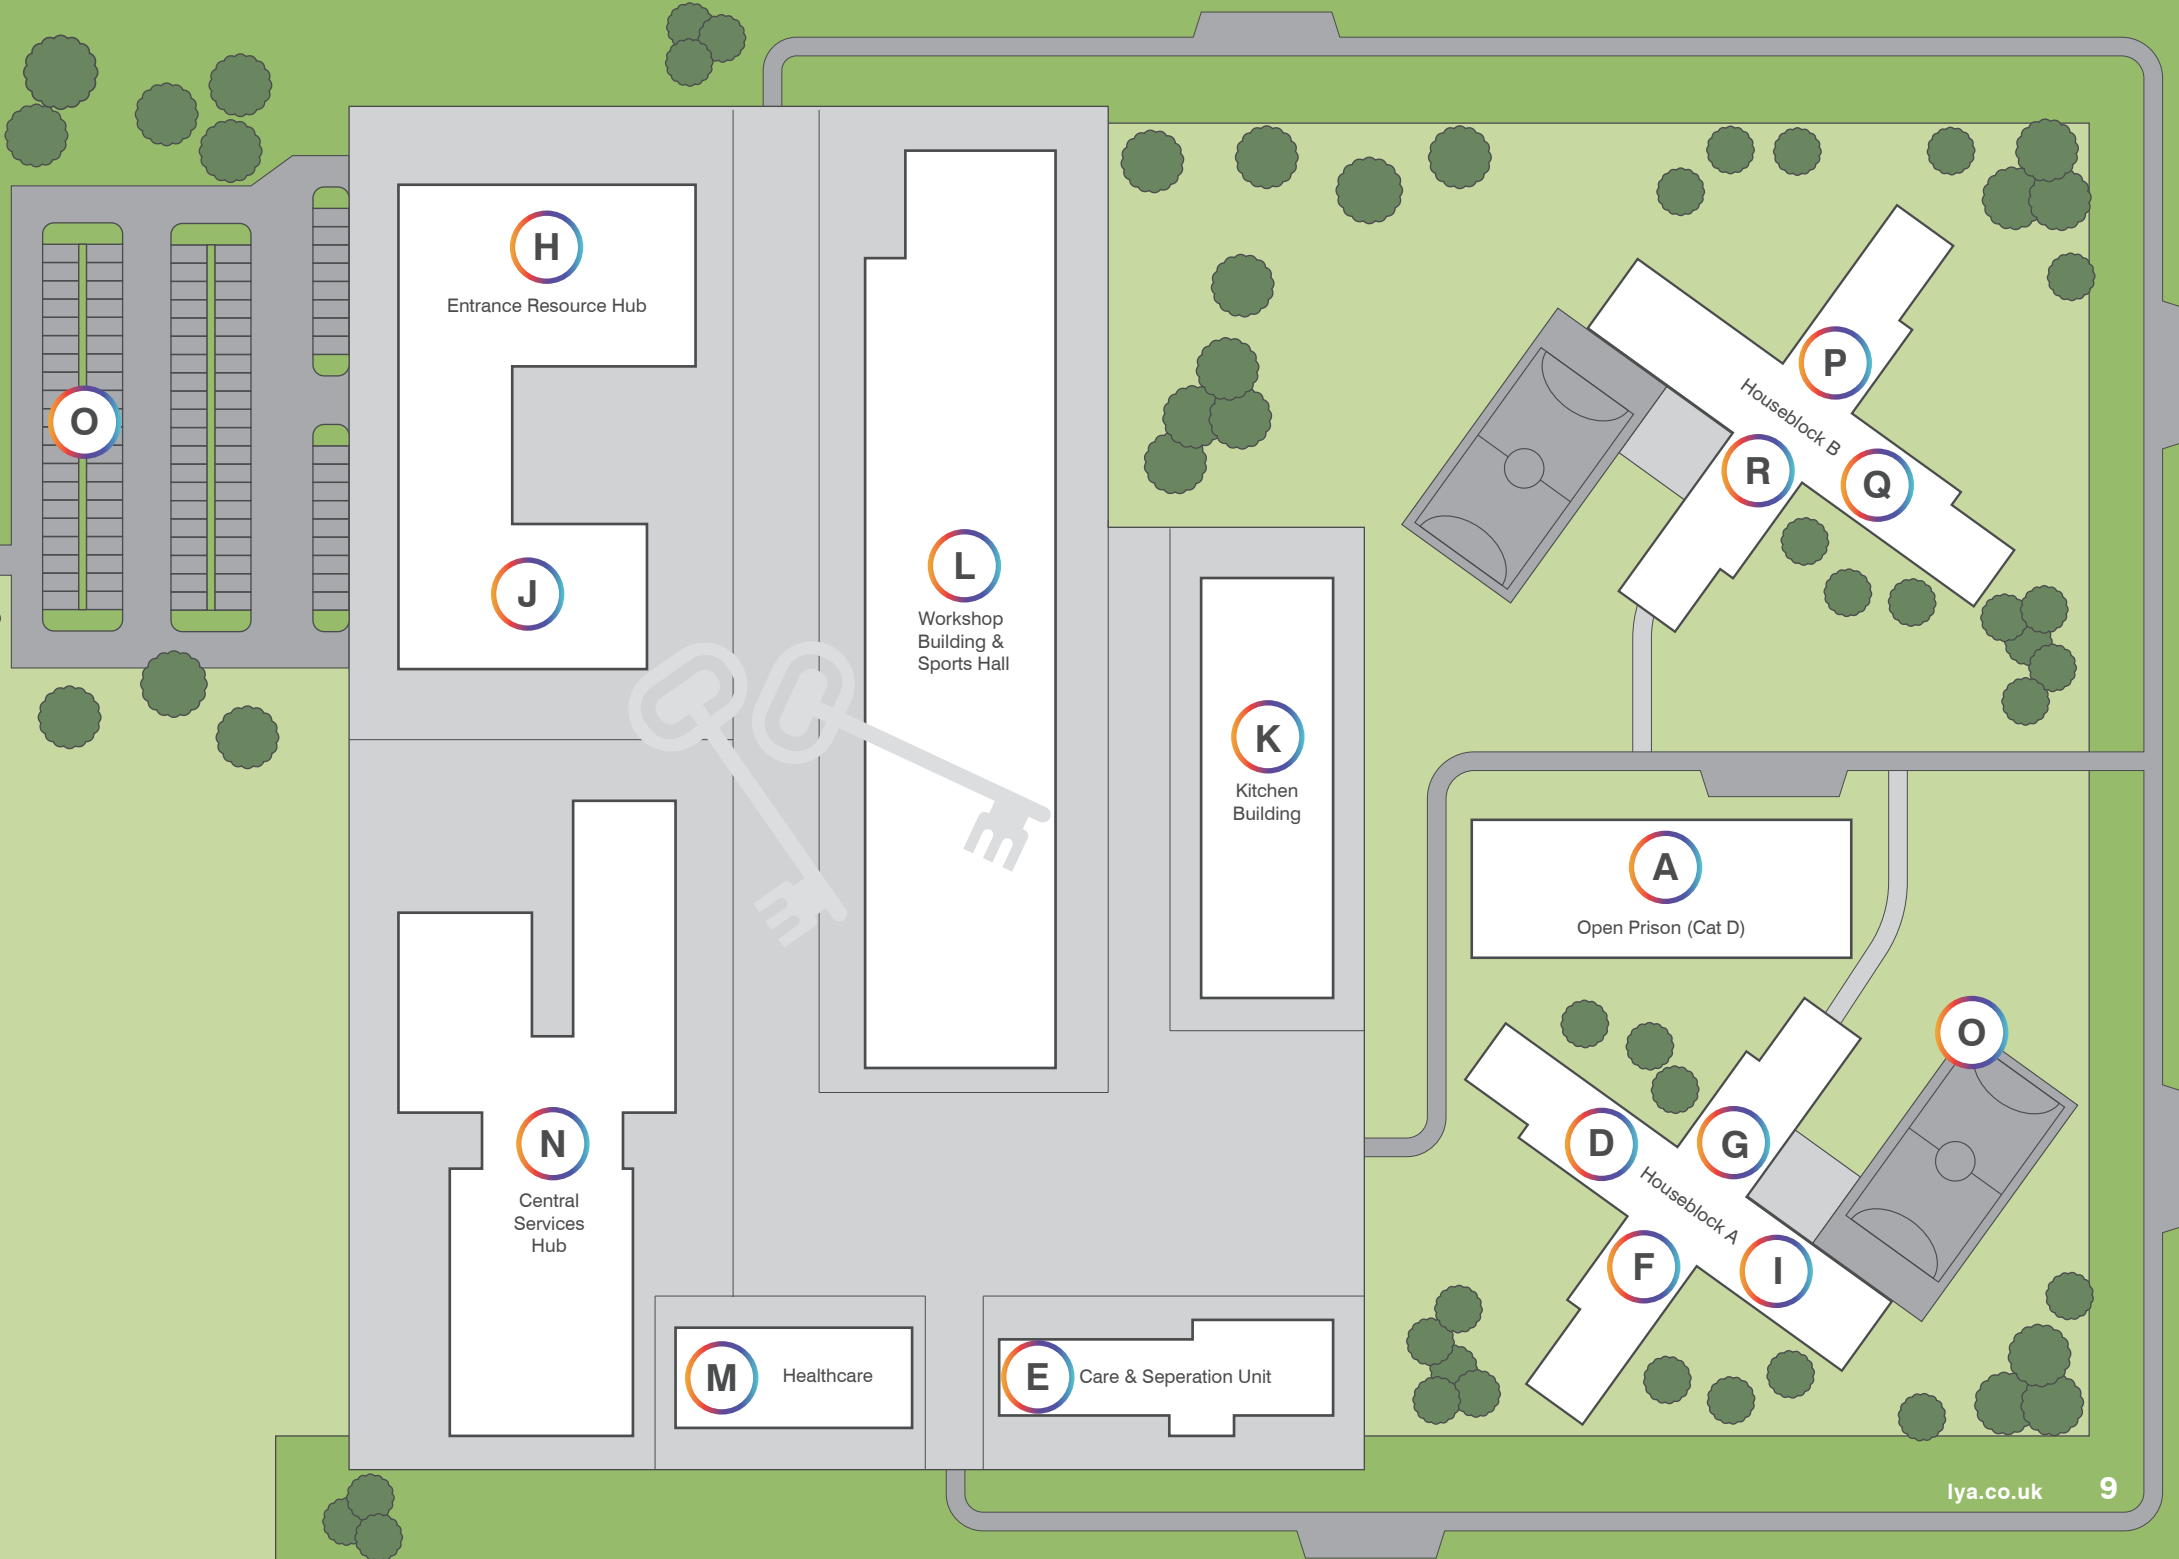 H
Entrance Resource Hub
P
Houseblock B
O
R
Q
L
Workshop
Building &
Sports Hall
J
K
Kitchen
Building
A
Open Prison (Cat D)
O
D
G
Houseblock A
N
Central
Services
Hub
F
I
M
Healthcare
E
Care & Seperation Unit
lya.co.uk 9